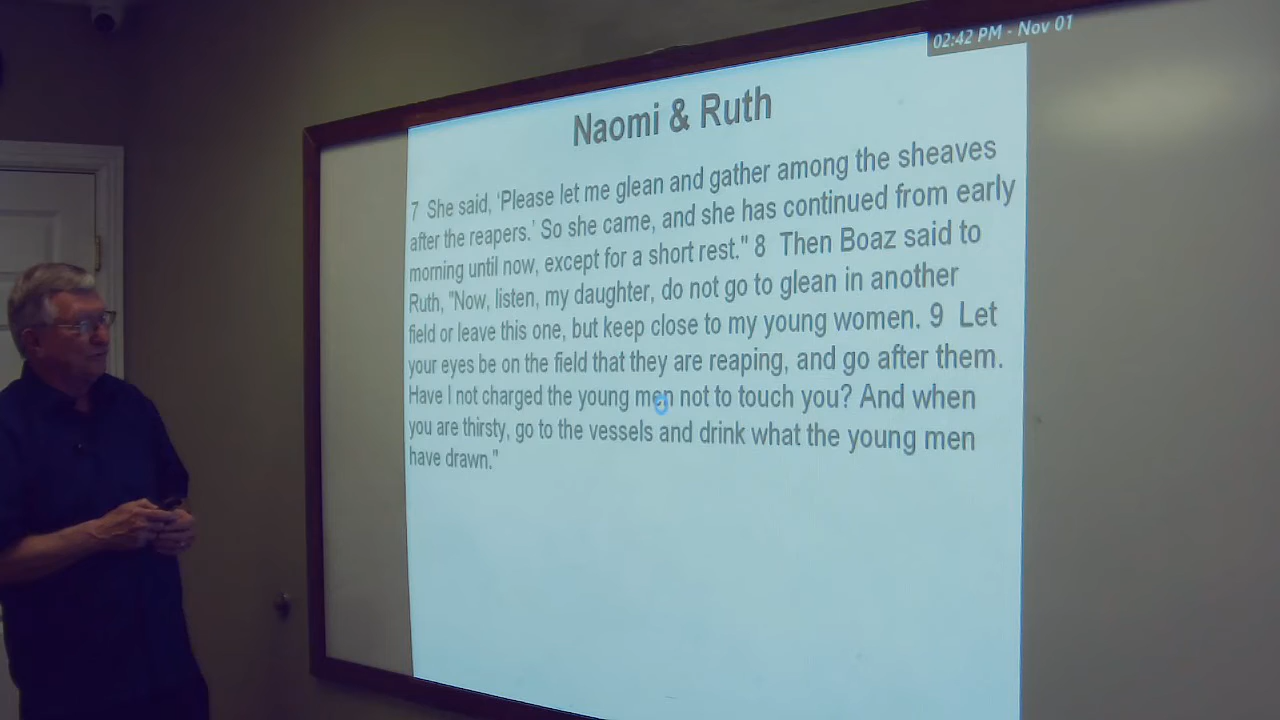 02:42 PM - Nov 01
Naomi & Ruth
7 She said, 'Please let me glean and gather among the sheaves
after the reapers.' So she came, and she has continued from early
morning until now, except for a short rest." 8 Then Boaz said to
Ruth, "Now, listen, my daughter, do not go to glean in another
field or leave this one, but keep close to my young women. 9 Let
your eyes be on the field that they are reaping, and go after them.
Have I not charged the young men not to touch you? And when
you are thirsty, go to the vessels and drink what the young men
have drawn."